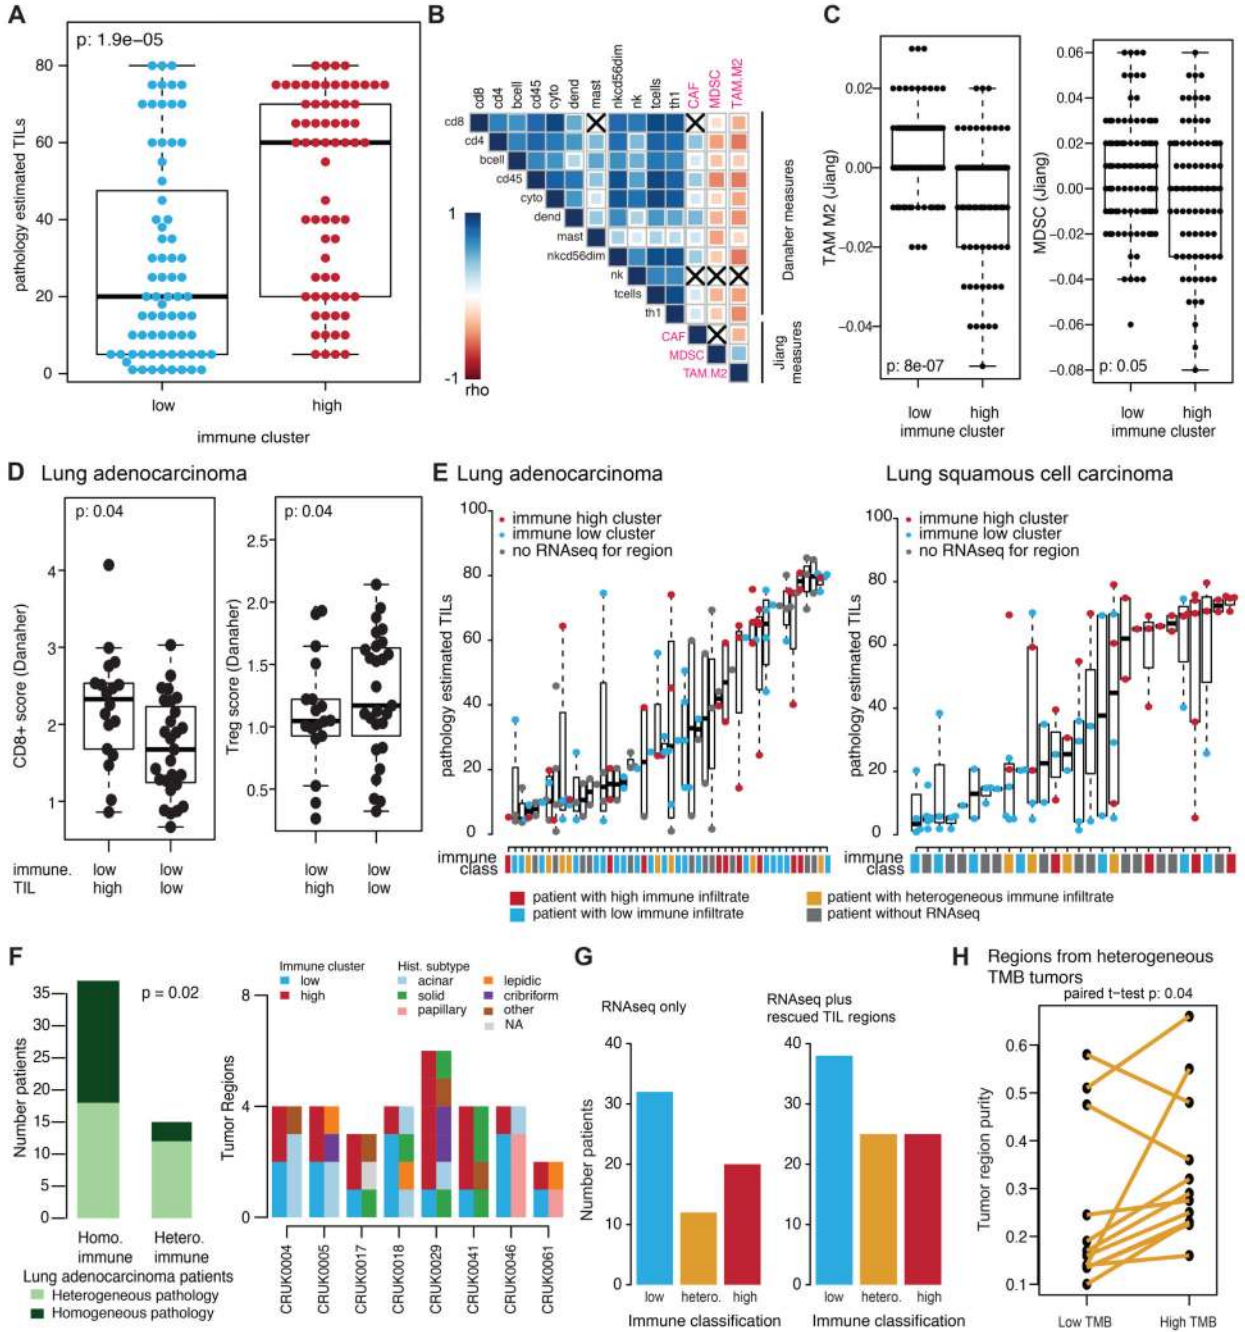 A
p: 1.9e−05
pathology estimated TILs
80
60
40
20
0
low
high
immune cluster
B
cd8
cd4
bcell
cd45
cyto
dend
mast
nkcd56dim
nk
tcells
th1
CAF
MDSC
TAM.M2
cd8
cd4
bcell
cd45
cyto
dend
mast
nkcd56dim
nk
tcells
th1
CAF
MDSC
TAM.M2
1
-1
rho
Danaher measures
Jiang
measures
C
TAM M2 (Jiang)
0.02
0.00
−0.02
−0.04
p: 8e-07
low
high
immune cluster
MDSC (Jiang)
0.06
0.04
0.02
0.00
−0.02
−0.04
−0.06
−0.08
p: 0.05
low
high
immune cluster
D
Lung adenocarcinoma
p: 0.04
CD8+ score (Danaher)
4
3
2
1
immune.
TIL
low
high
low
low
p: 0.04
Treg score (Danaher)
2.5
2.0
1.5
1.0
0.5
low
high
low
low
E
Lung adenocarcinoma
immune high cluster
immune low cluster
no RNAseq for region
pathology estimated TILs
100
80
60
40
20
0
immune
class
Lung squamous cell carcinoma
immune high cluster
immune low cluster
no RNAseq for region
pathology estimated TILs
100
80
60
40
20
0
immune
class
patient with high immune infiltrate
patient with low immune infiltrate
patient with heterogeneous immune infiltrate
patient without RNAseq
F
p = 0.02
Number patients
35
30
25
20
15
10
5
0
Homo.
immune
Hetero.
immune
Lung adenocarcinoma patients
Heterogeneous pathology
Homogeneous pathology
Immune cluster
low
high
Hist. subtype
acinar
solid
papillary
lepidic
cribriform
other
NA
Tumor Regions
8
4
0
CRUK0004
CRUK0005
CRUK0017
CRUK0018
CRUK0029
CRUK0041
CRUK0046
CRUK0061
G
RNAseq only
Number patients
40
30
20
10
0
low
hetero.
high
Immune classification
RNAseq plus
rescued TIL regions
40
30
20
10
0
low
hetero.
high
Immune classification
H
Regions from heterogeneous
TMB tumors
paired t−test p: 0.04
Tumor region purity
0.6
0.5
0.4
0.3
0.2
0.1
Low TMB
High TMB